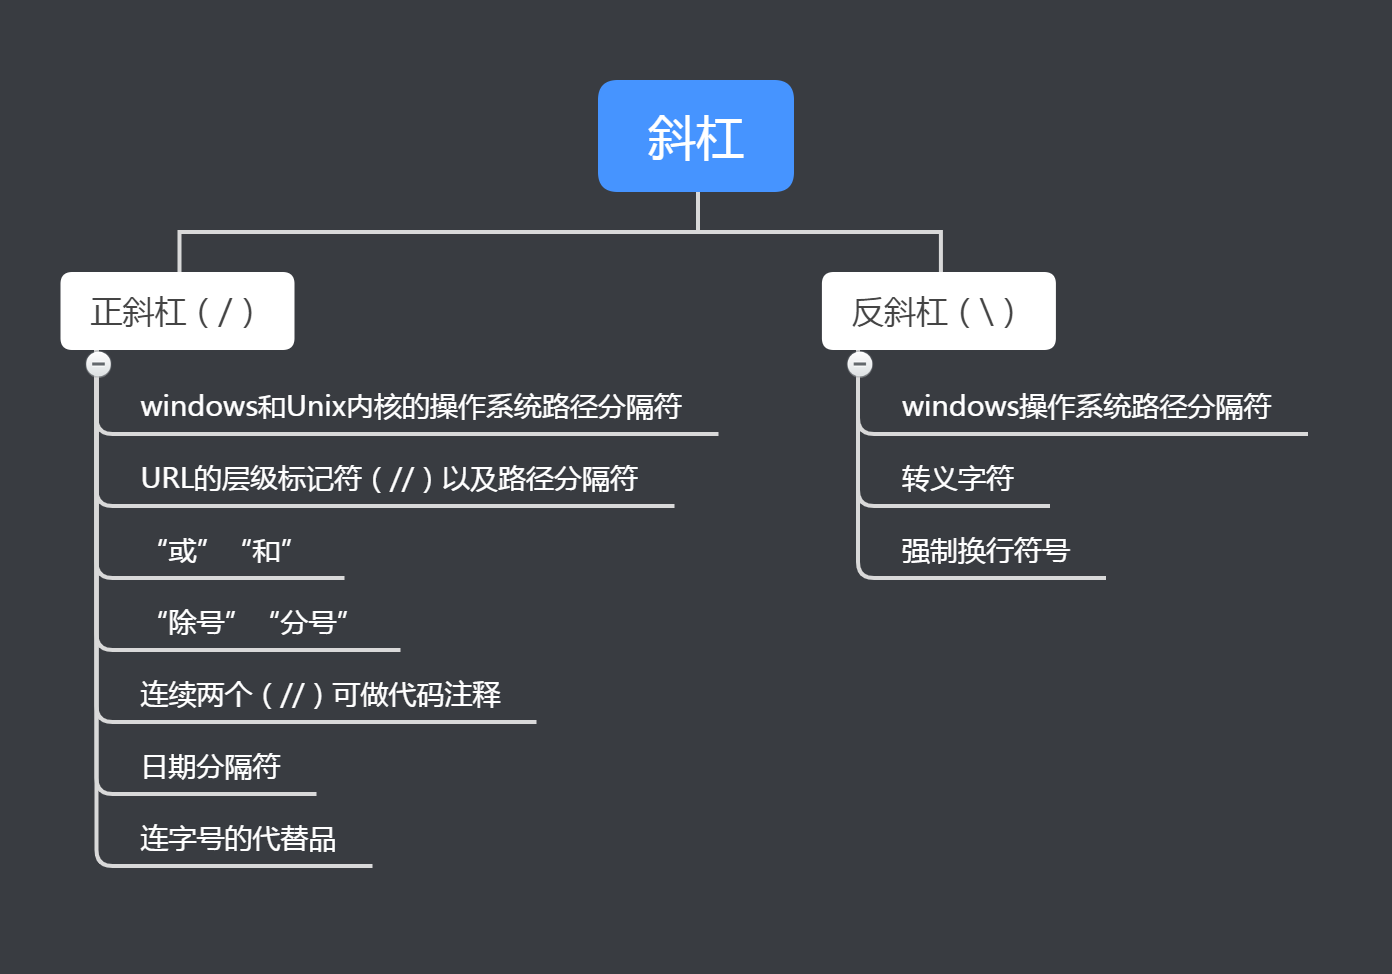 斜杠
正斜杠（/）
windows和Unix内核的操作系统路径分隔符
URL的层级标记符（//）以及路径分隔符
“或” “和”
“除号” “分号”
连续两个（//）可做代码注释
日期分隔符
连字号的代替品
反斜杠（\）
windows操作系统路径分隔符
转义字符
强制换行符号